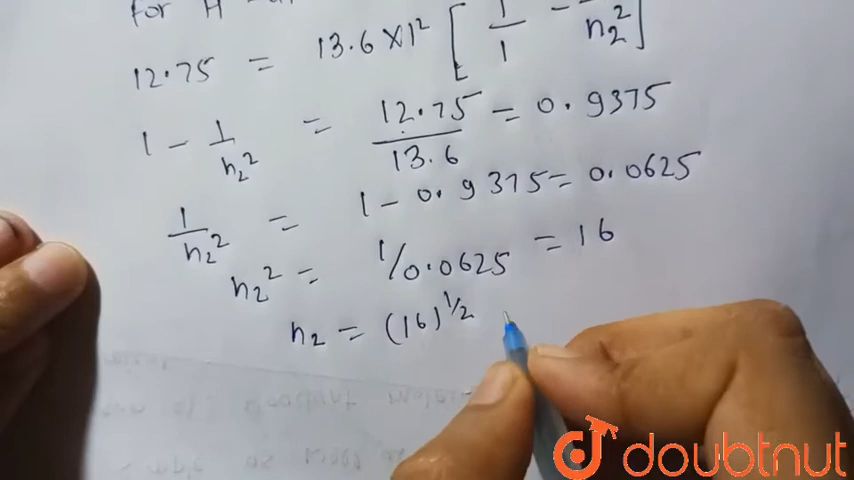 for H
12.75 = 13.6 × 1² [ 1/1 - 1/n₂² ]
1 - 1/n₂² = 12.75/13.6 = 0.9375
1/n₂² = 1 - 0.9375 = 0.0625
n₂² = 1/0.0625 = 16
n₂ = (16)^1/2
doubtnut